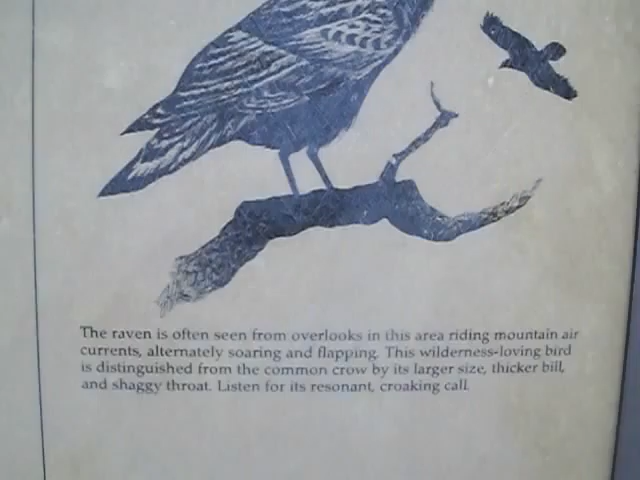 The raven is often seen from overlooks in this area riding mountain air
currents, alternately soaring and flapping. This wilderness-loving bird
is distinguished from the common crow by its larger size, thicker bill,
and shaggy throat. Listen for its resonant, croaking call.